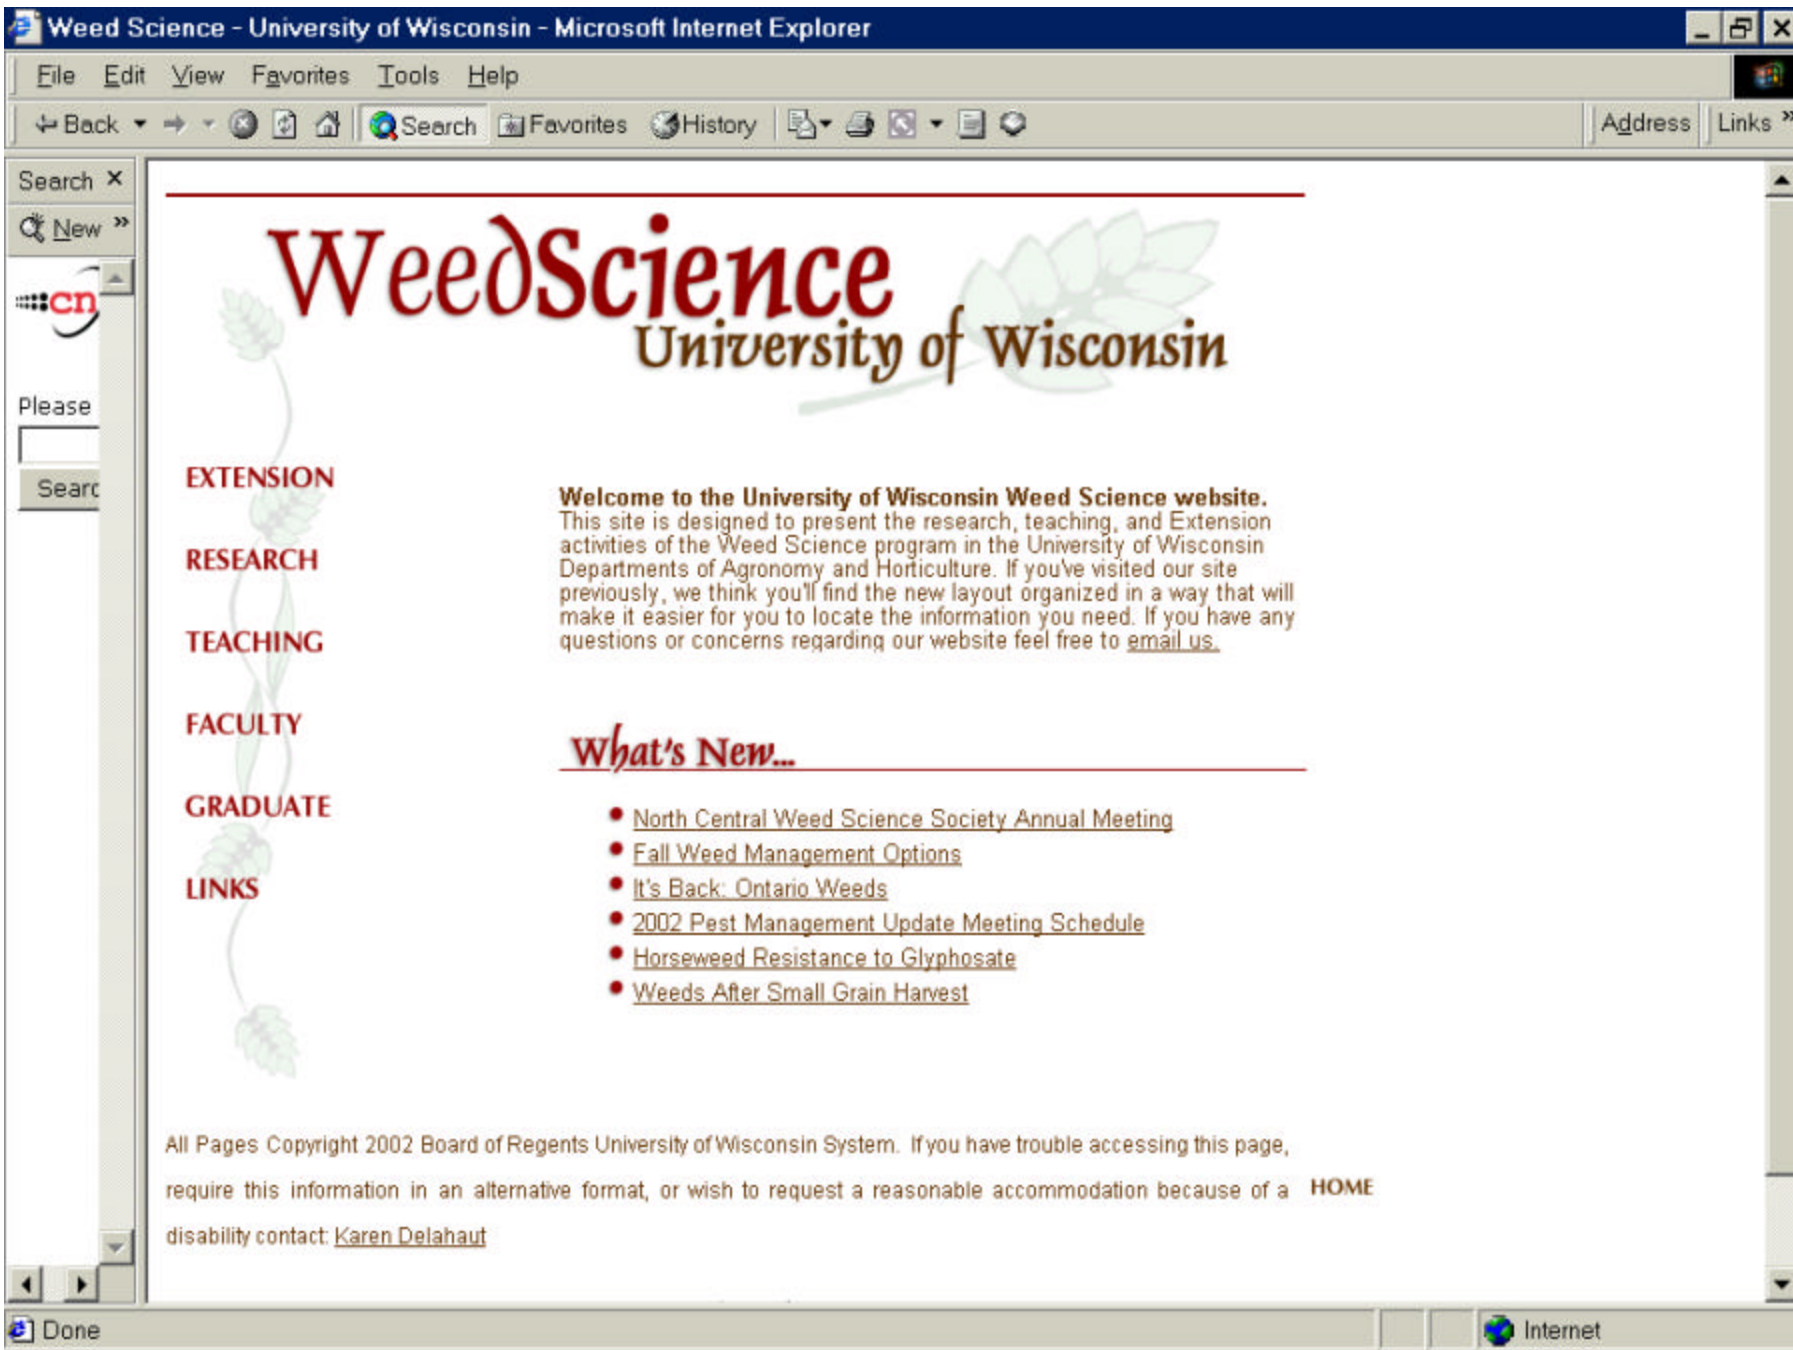 Weed Science - University of Wisconsin - Microsoft Internet Explorer
File Edit View Favorites Tools Help
Back Search Favorites History Address Links »
Search ×
New »
cn
Please
Searc
WeedScience
University of Wisconsin
EXTENSION
RESEARCH
TEACHING
FACULTY
GRADUATE
LINKS
Welcome to the University of Wisconsin Weed Science website.
This site is designed to present the research, teaching, and Extension
activities of the Weed Science program in the University of Wisconsin
Departments of Agronomy and Horticulture. If you've visited our site
previously, we think you'll find the new layout organized in a way that will
make it easier for you to locate the information you need. If you have any
questions or concerns regarding our website feel free to email us.
What's New...
North Central Weed Science Society Annual Meeting
Fall Weed Management Options
It's Back: Ontario Weeds
2002 Pest Management Update Meeting Schedule
Horseweed Resistance to Glyphosate
Weeds After Small Grain Harvest
All Pages Copyright 2002 Board of Regents University of Wisconsin System. If you have trouble accessing this page,
require this information in an alternative format, or wish to request a reasonable accommodation because of a
disability contact: Karen Delahaut
HOME
Done
Internet